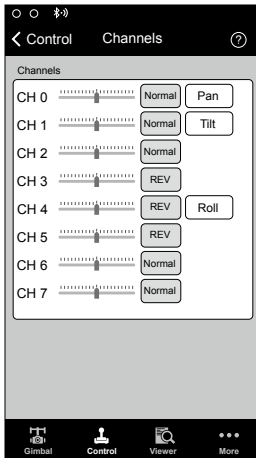 Control Channels ?
Channels
CH 0 Normal Pan
CH 1 Normal Tilt
CH 2 Normal
CH 3 REV
CH 4 REV Roll
CH 5 REV
CH 6 Normal
CH 7 Normal
Gimbal Control Viewer More